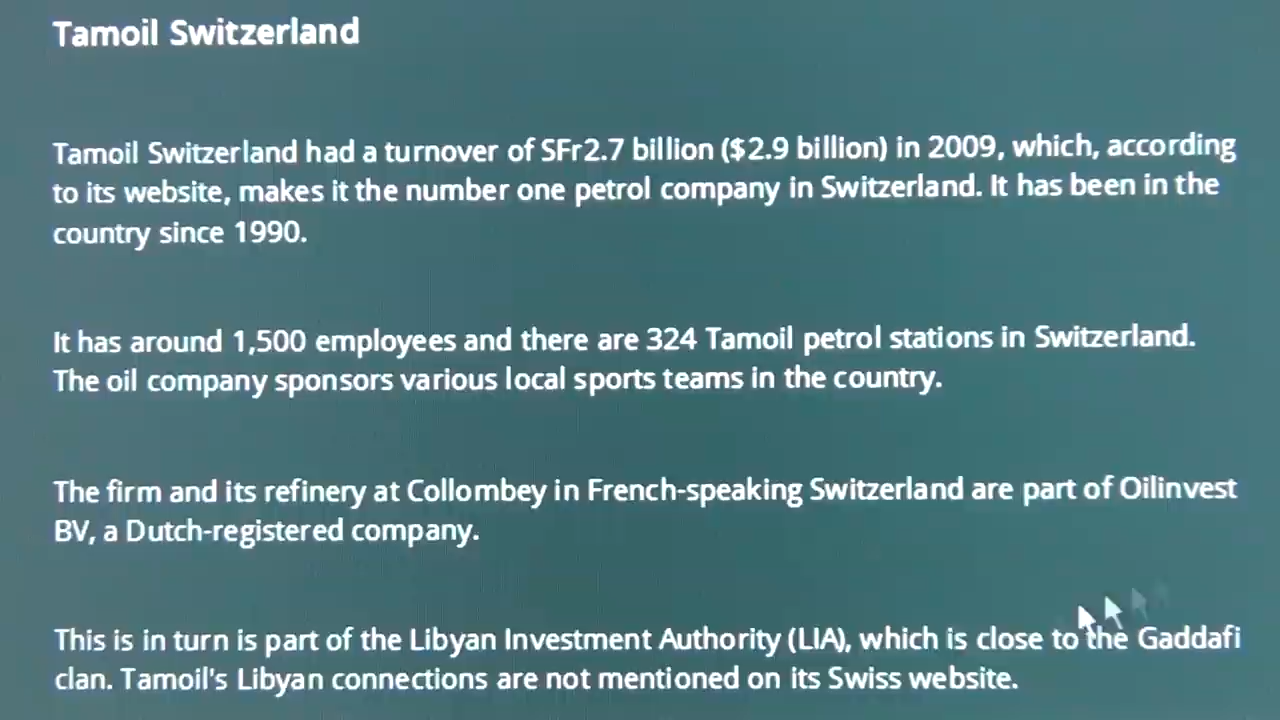 Tamoil Switzerland
Tamoil Switzerland had a turnover of SFr2.7 billion ($2.9 billion) in 2009, which, according
to its website, makes it the number one petrol company in Switzerland. It has been in the
country since 1990.
It has around 1,500 employees and there are 324 Tamoil petrol stations in Switzerland.
The oil company sponsors various local sports teams in the country.
The firm and its refinery at Collombey in French-speaking Switzerland are part of Oilinvest
BV, a Dutch-registered company.
This is in turn is part of the Libyan Investment Authority (LIA), which is close to the Gaddafi
clan. Tamoil's Libyan connections are not mentioned on its Swiss website.